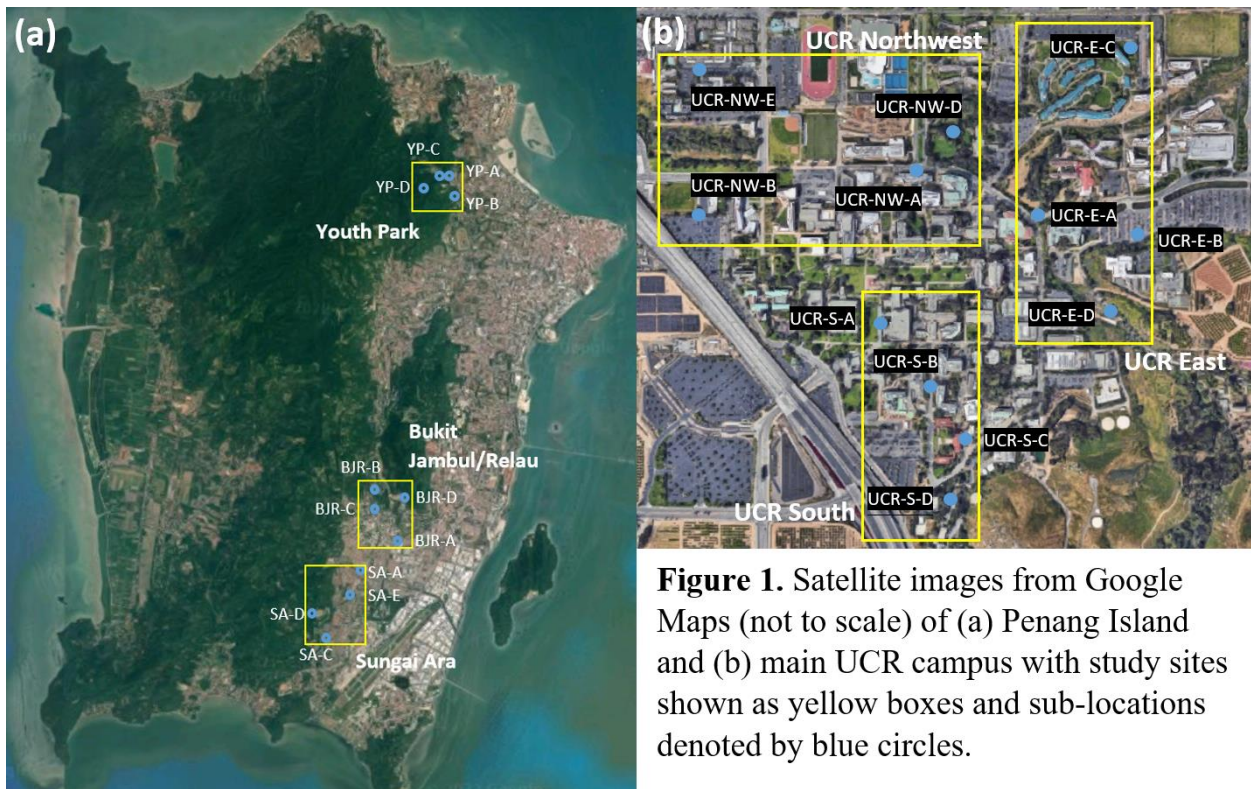 (a)
YP-C
YP-A
YP-D
YP-B
Youth Park
Bukit
Jambul/Relau
BJR-B
BJR-D
BJR-C
BJR-A
SA-A
SA-E
SA-D
SA-C
Sungai Ara
(b)
UCR Northwest
UCR-E-C
UCR-NW-E
UCR-NW-D
UCR-NW-B
UCR-NW-A
UCR-E-A
UCR-E-B
UCR-S-A
UCR-E-D
UCR-S-B
UCR East
UCR-S-C
UCR-S-D
UCR South
Figure 1. Satellite images from Google
Maps (not to scale) of (a) Penang Island
and (b) main UCR campus with study sites
shown as yellow boxes and sub-locations
denoted by blue circles.